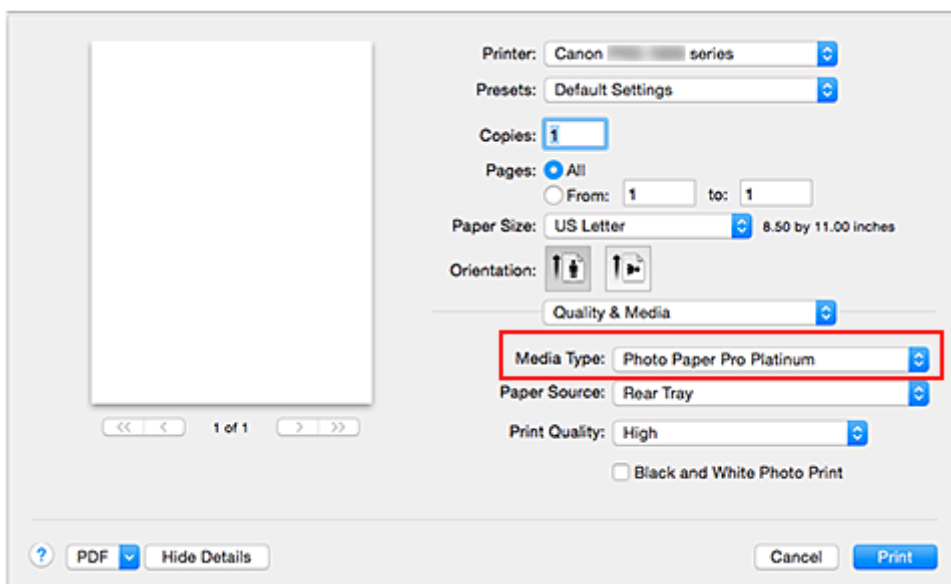 Printer: Canon series
Presets: Default Settings
Copies: 1
Pages: All
From: 1 to: 1
Paper Size: US Letter 8.50 by 11.00 inches
Orientation:
Quality & Media
Media Type: Photo Paper Pro Platinum
Paper Source: Rear Tray
1 of 1
Print Quality: High
Black and White Photo Print
? PDF Hide Details Cancel Print